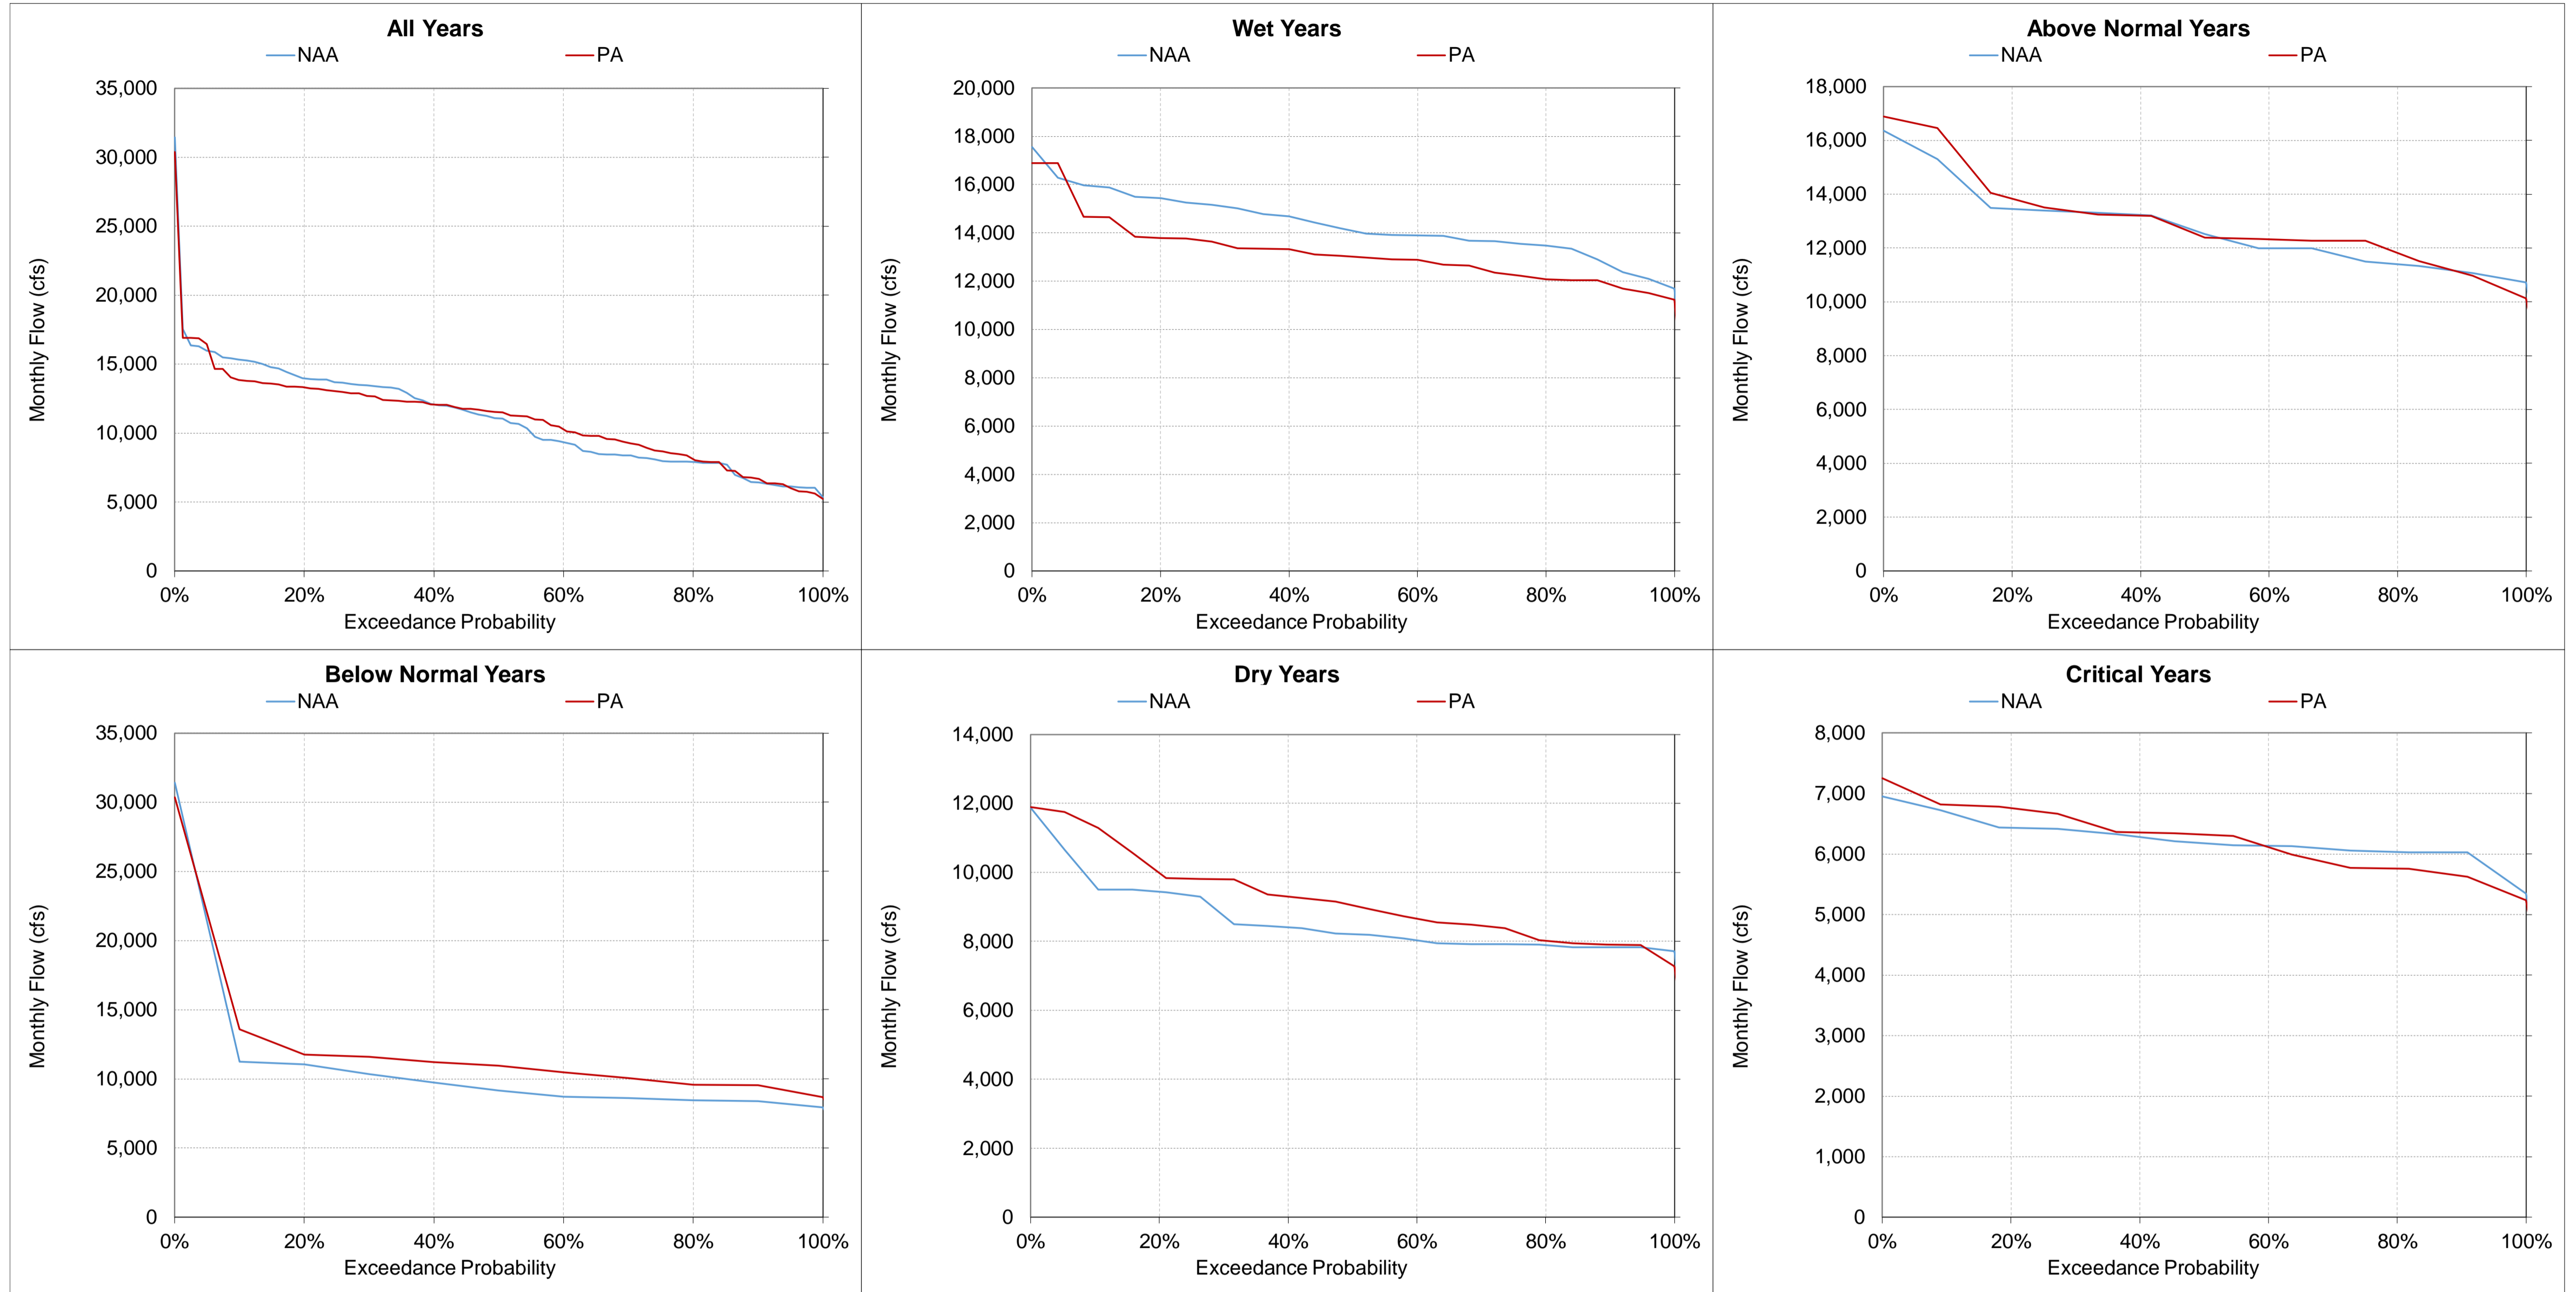 All Years
NAA PA
35,000
30,000
25,000
20,000
15,000
10,000
5,000
0
Monthly Flow (cfs)
0% 20% 40% 60% 80% 100%
Exceedance Probability
Wet Years
NAA PA
20,000
18,000
16,000
14,000
12,000
10,000
8,000
6,000
4,000
2,000
0
Monthly Flow (cfs)
0% 20% 40% 60% 80% 100%
Exceedance Probability
Above Normal Years
NAA PA
18,000
16,000
14,000
12,000
10,000
8,000
6,000
4,000
2,000
0
Monthly Flow (cfs)
0% 20% 40% 60% 80% 100%
Exceedance Probability
Below Normal Years
NAA PA
35,000
30,000
25,000
20,000
15,000
10,000
5,000
0
Monthly Flow (cfs)
0% 20% 40% 60% 80% 100%
Exceedance Probability
Dry Years
NAA PA
14,000
12,000
10,000
8,000
6,000
4,000
2,000
0
Monthly Flow (cfs)
0% 20% 40% 60% 80% 100%
Exceedance Probability
Critical Years
NAA PA
8,000
7,000
6,000
5,000
4,000
3,000
2,000
1,000
0
Monthly Flow (cfs)
0% 20% 40% 60% 80% 100%
Exceedance Probability